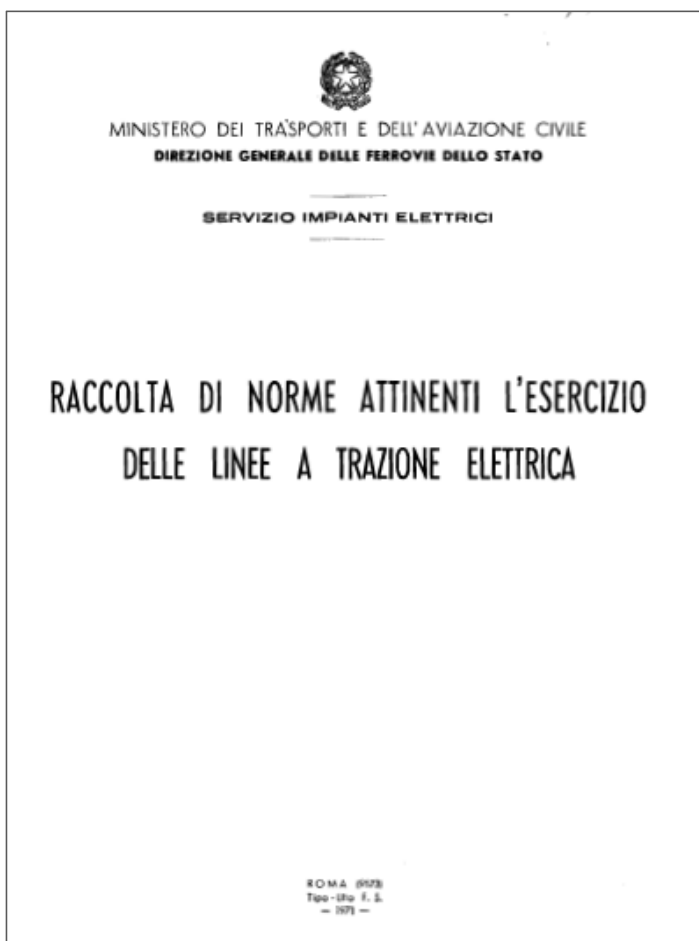 MINISTERO DEI TRASPORTI E DELL'AVIAZIONE CIVILE
DIREZIONE GENERALE DELLE FERROVIE DELLO STATO
SERVIZIO IMPIANTI ELETTRICI
RACCOLTA DI NORME ATTINENTI L'ESERCIZIO
DELLE LINEE A TRAZIONE ELETTRICA
ROMA
Tipo-Lito F. S.
— 1971 —